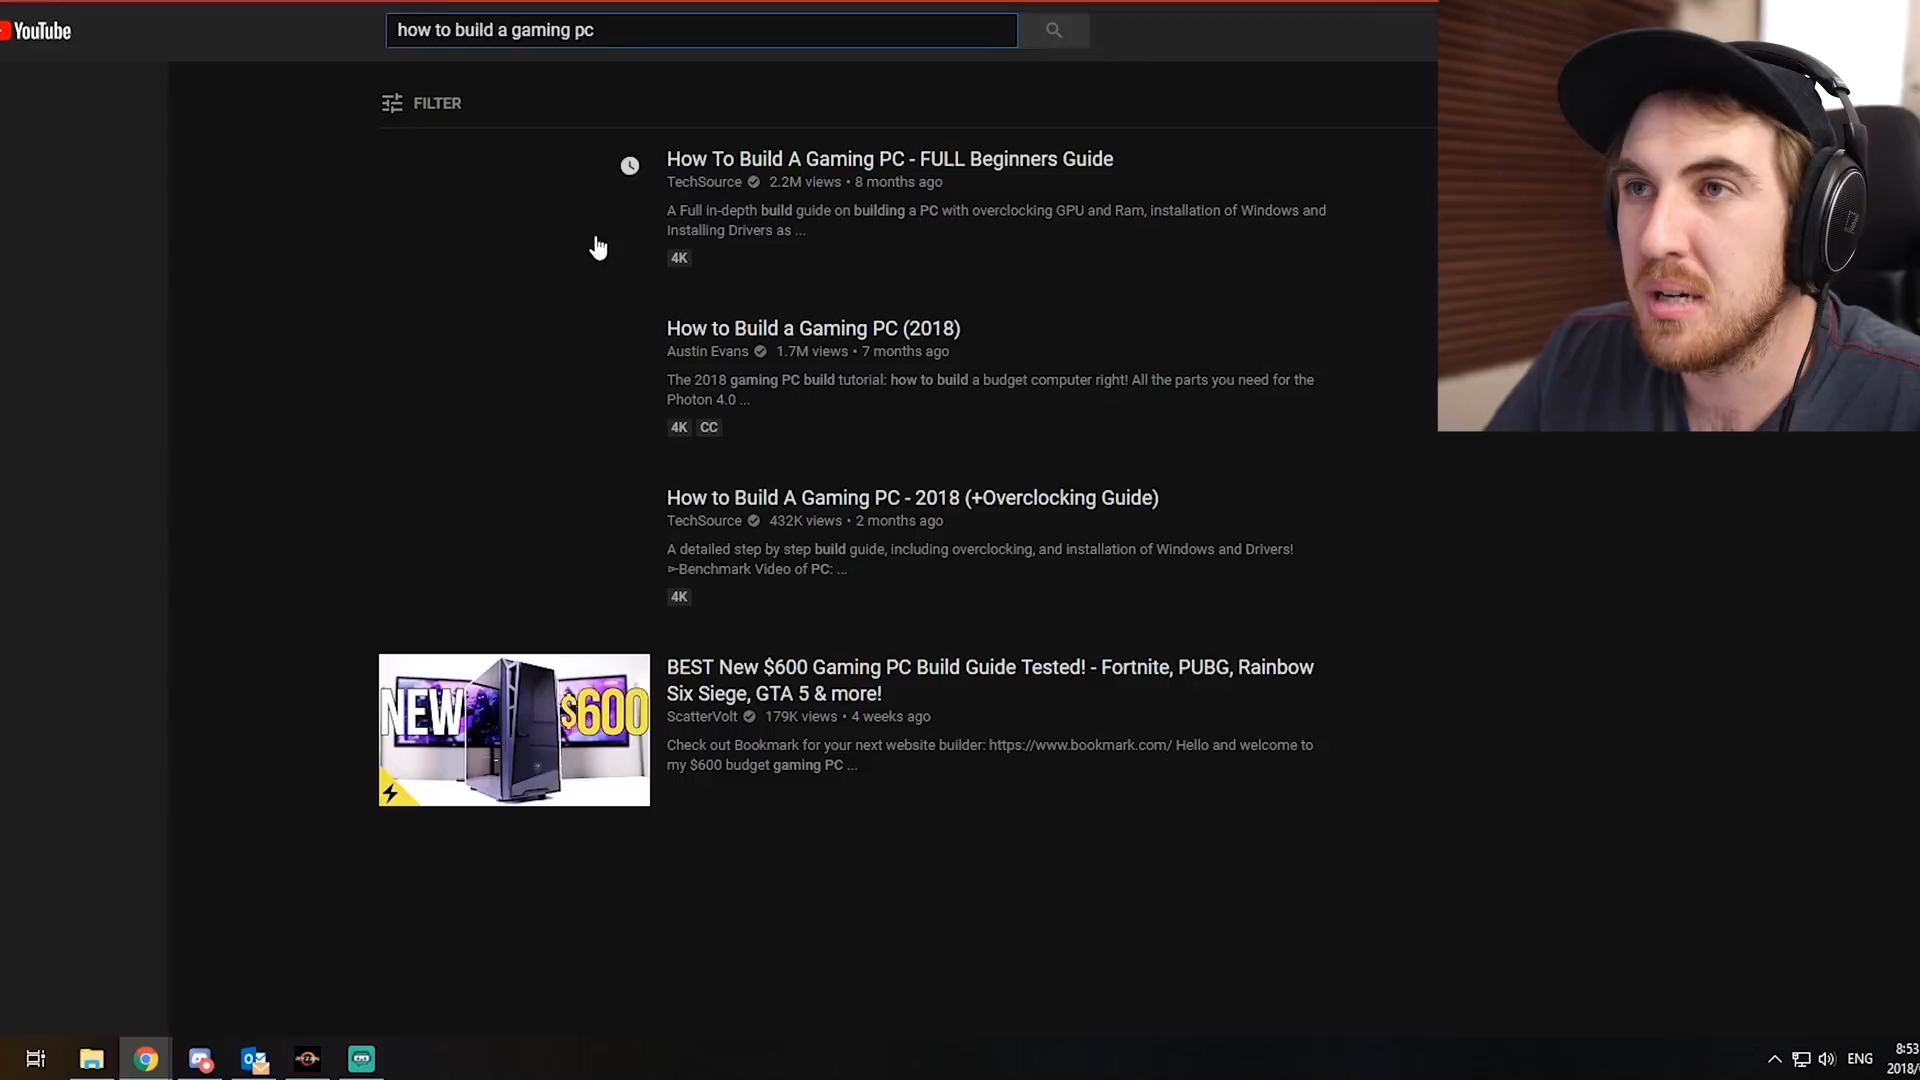 YouTube
how to build a gaming pc
FILTER
How To Build A Gaming PC - FULL Beginners Guide
TechSource 2.2M views • 8 months ago
A Full in-depth build guide on building a PC with overclocking GPU and Ram, installation of Windows and
Installing Drivers as ...
4K
How to Build a Gaming PC (2018)
Austin Evans 1.7M views • 7 months ago
The 2018 gaming PC build tutorial: how to build a budget computer right! All the parts you need for the
Photon 4.0 ...
4K CC
How to Build A Gaming PC - 2018 (+Overclocking Guide)
TechSource 432K views • 2 months ago
A detailed step by step build guide, including overclocking, and installation of Windows and Drivers!
▻Benchmark Video of PC: ...
4K
NEW $600
BEST New $600 Gaming PC Build Guide Tested! - Fortnite, PUBG, Rainbow
Six Siege, GTA 5 & more!
ScatterVolt 179K views • 4 weeks ago
Check out Bookmark for your next website builder: https://www.bookmark.com/ Hello and welcome to
my $600 budget gaming PC ...
RYZEN
ENG
8:53
2018/